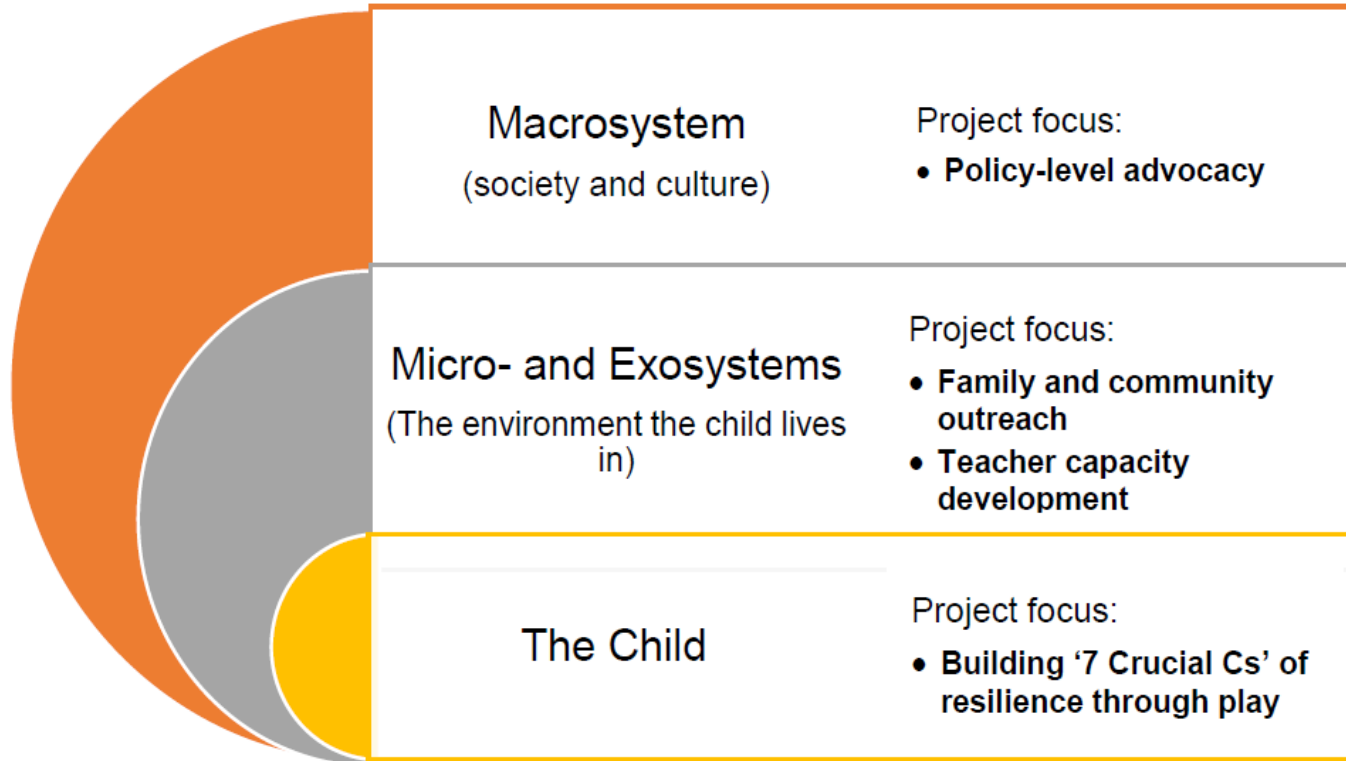 Macrosystem
(society and culture)
Project focus:
• Policy-level advocacy
Micro- and Exosystems
(The environment the child lives
in)
Project focus:
• Family and community
outreach
• Teacher capacity
development
The Child
Project focus:
• Building ‘7 Crucial Cs’ of
resilience through play